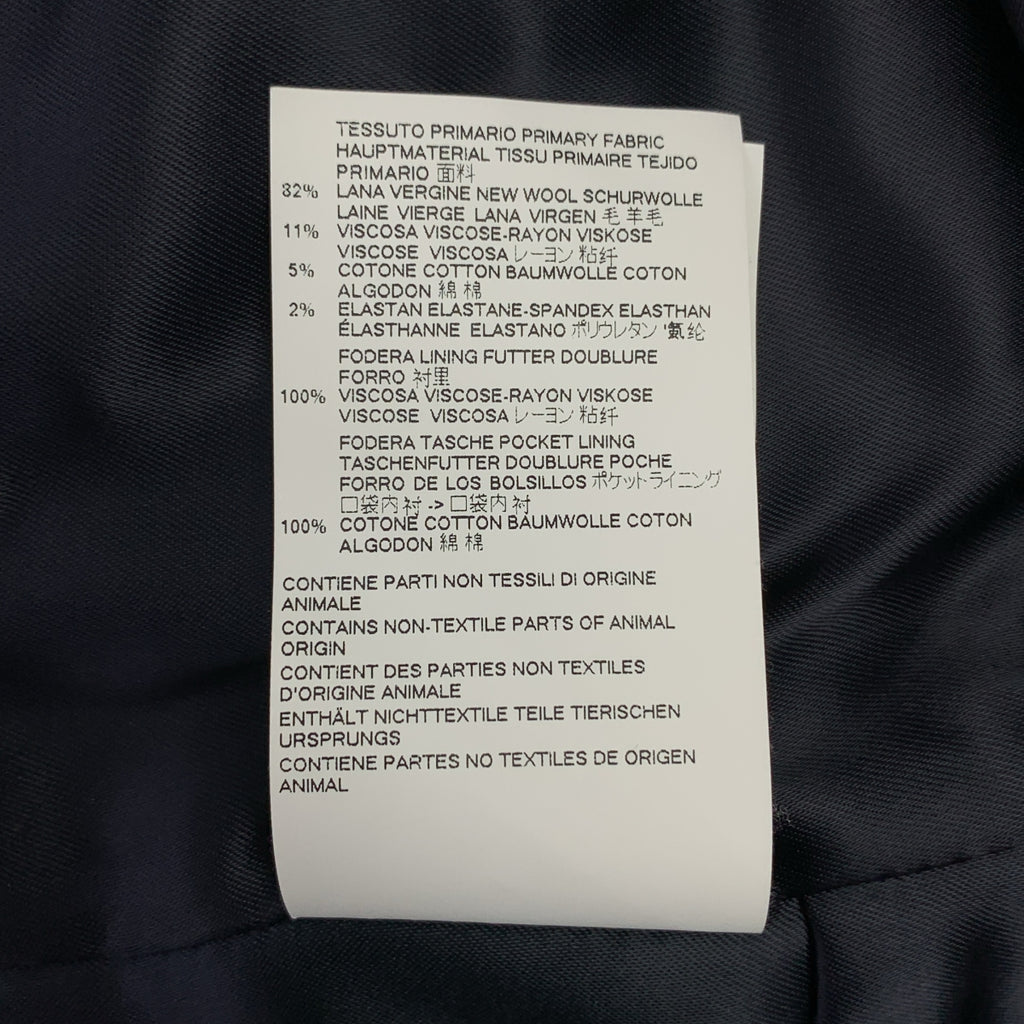 TESSUTO PRIMARIO PRIMARY FABRIC
HAUPTMATERIAL TISSU PRIMAIRE TEJIDO
PRIMARIO 面料
82% LANA VERGINE NEW WOOL SCHURWOLLE
LAINE VIERGE LANA VIRGEN 毛 羊毛
11% VISCOSA VISCOSE-RAYON VISKOSE
VISCOSE VISCOSA レーヨン 粘纤
5% COTONE COTTON BAUMWOLLE COTON
ALGODON 綿 棉
2% ELASTAN ELASTANE-SPANDEX ELASTHAN
ÉLASTHANNE ELASTANO ポリウレタン '氨纶
FODERA LINING FUTTER DOUBLURE
FORRO 衬里
100% VISCOSA VISCOSE-RAYON VISKOSE
VISCOSE VISCOSA レーヨン 粘纤
FODERA TASCHE POCKET LINING
TASCHENFUTTER DOUBLURE POCHE
FORRO DE LOS BOLSILLOS ポケットライニング
口袋内衬 -> 口袋内衬
100% COTONE COTTON BAUMWOLLE COTON
ALGODON 綿 棉
CONTIENE PARTI NON TESSILI DI ORIGINE
ANIMALE
CONTAINS NON-TEXTILE PARTS OF ANIMAL
ORIGIN
CONTIENT DES PARTIES NON TEXTILES
D'ORIGINE ANIMALE
ENTHÄLT NICHTTEXTILE TEILE TIERISCHEN
URSPRUNGS
CONTIENE PARTES NO TEXTILES DE ORIGEN
ANIMAL